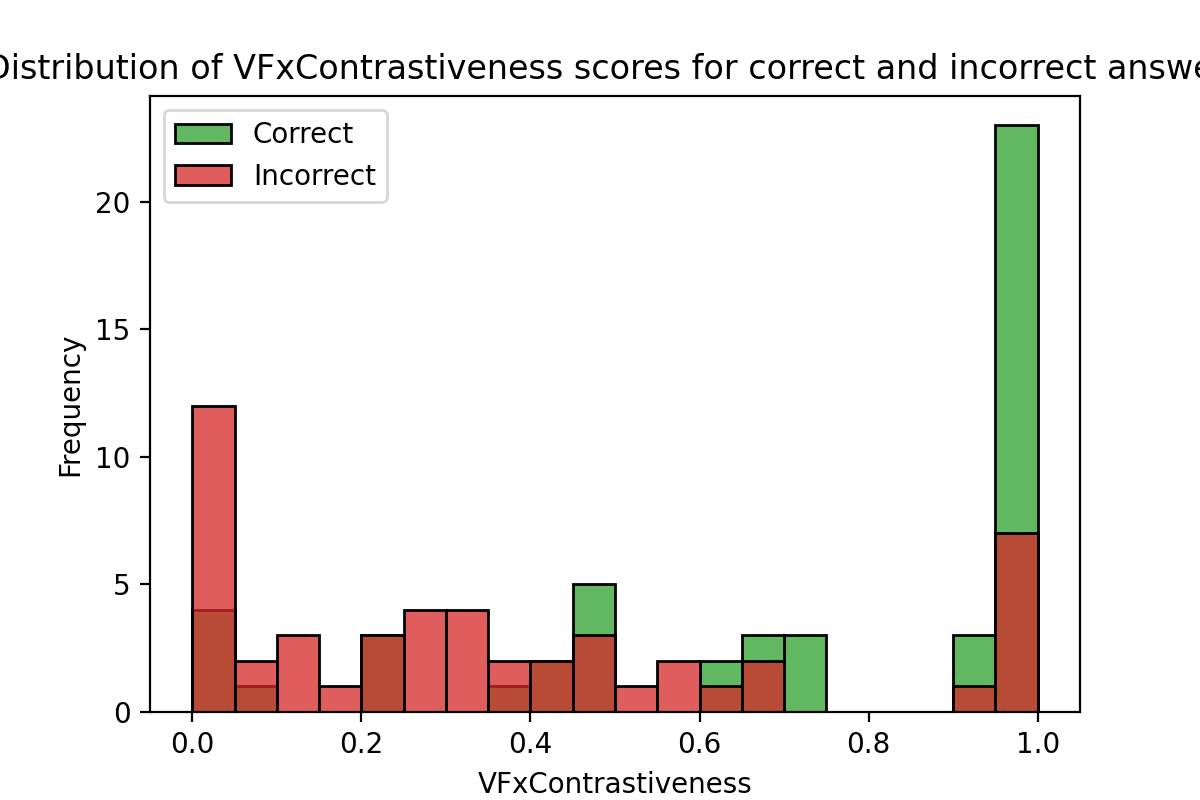 Distribution of VFxContrastiveness scores for correct and incorrect answe
Correct
Incorrect
Frequency
20
15
10
5
0
0.0 0.2 0.4 0.6 0.8 1.0
VFxContrastiveness